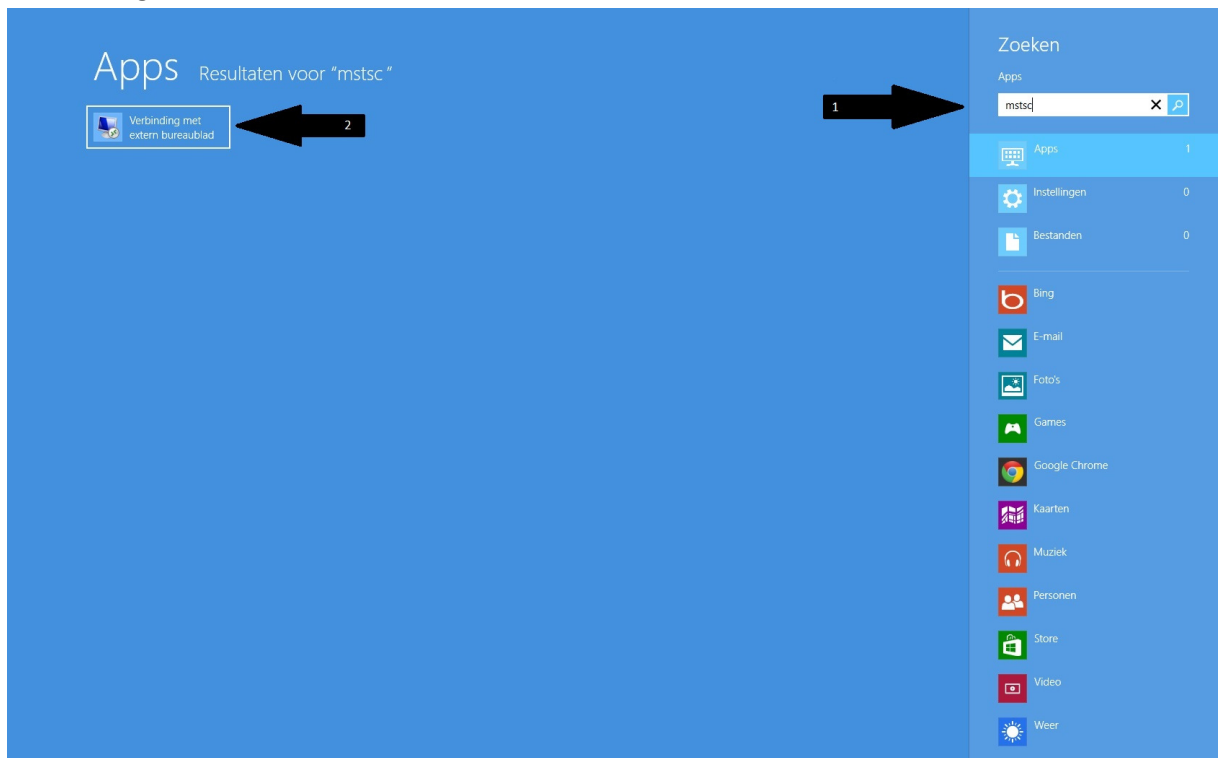 Apps Resultaten voor "mstsc"
Verbinding met
extern bureaublad
2
1
Zoeken
Apps
mstsc
Apps 1
Instellingen 0
Bestanden 0
Bing
E-mail
Foto's
Games
Google Chrome
Kaarten
Muziek
Personen
Store
Video
Weer